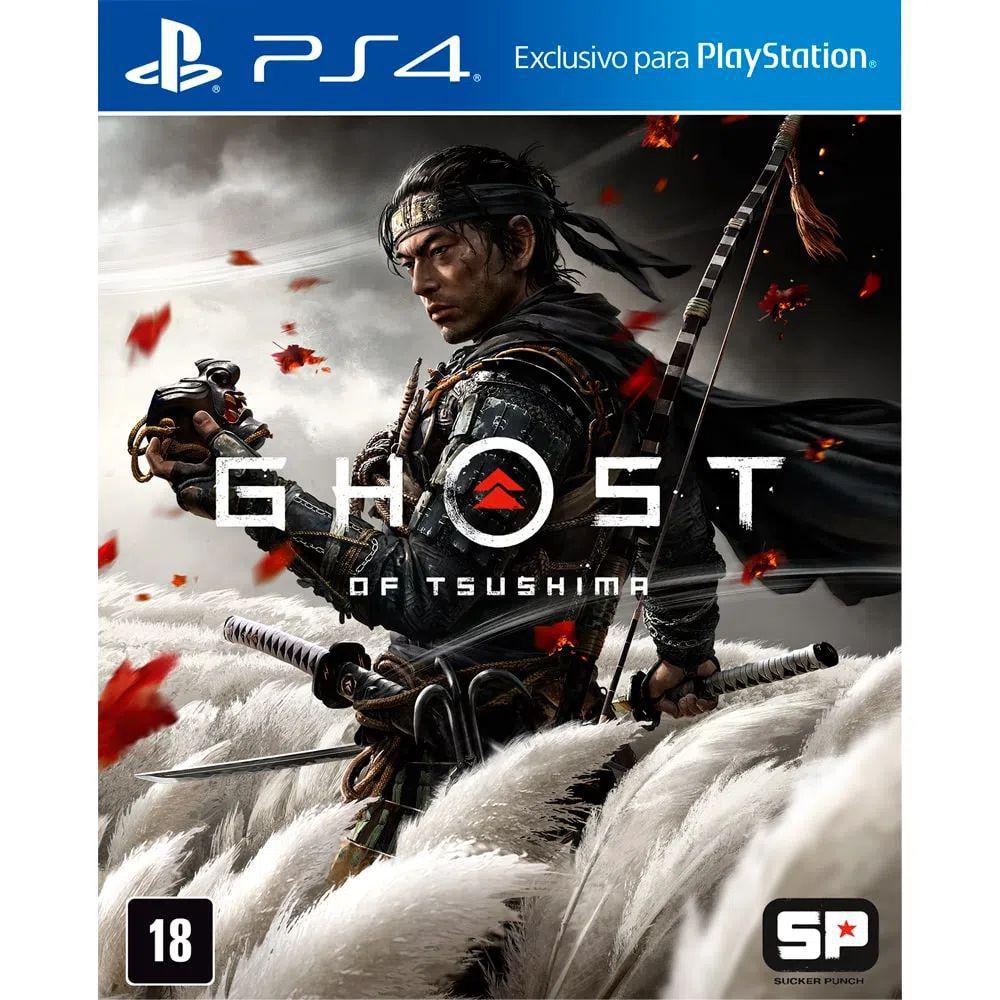 PS4 Exclusivo para PlayStation®
GHOST
OF TSUSHIMA
18
SP
SUCKER PUNCH